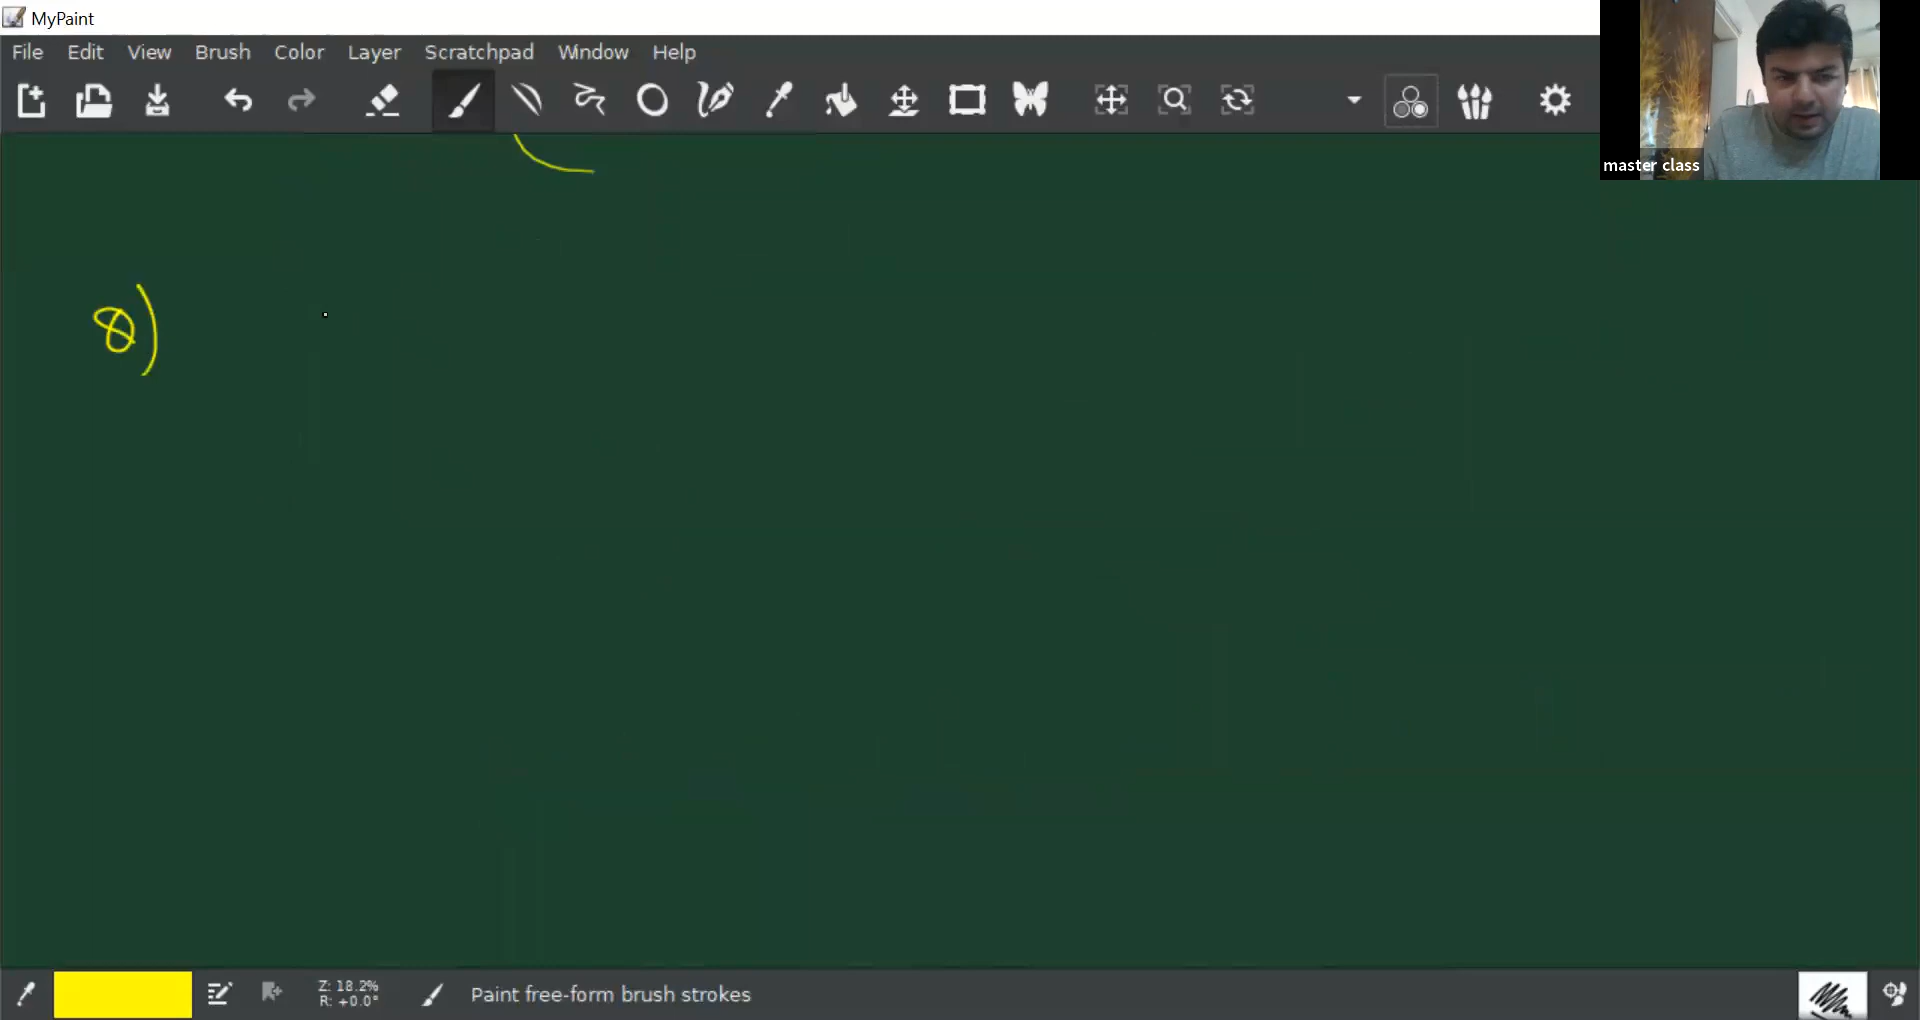 MyPaint
File Edit View Brush Color Layer Scratchpad Window Help
master class
8)
Z: 18.2%
R: +0.0°
Paint free-form brush strokes